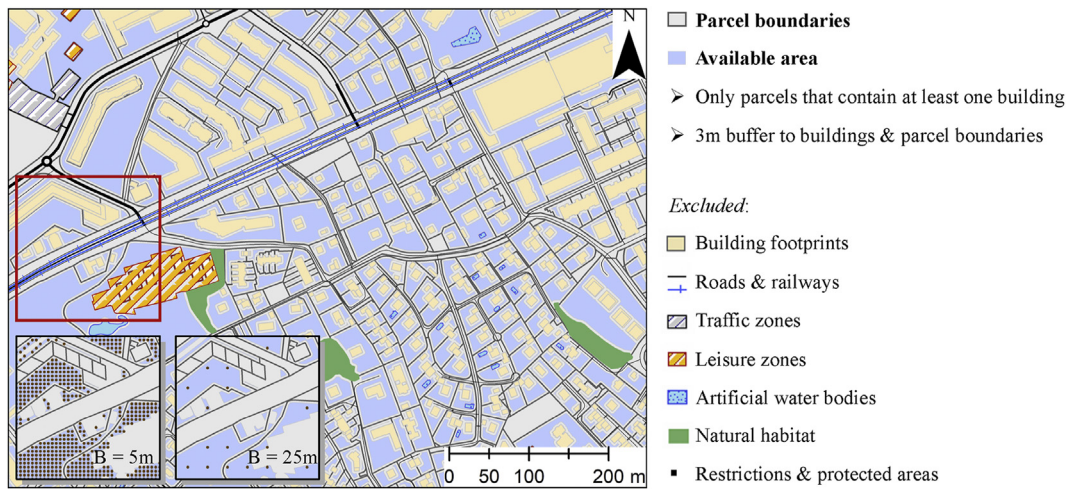 N
Parcel boundaries
Available area
➤ Only parcels that contain at least one building
➤ 3m buffer to buildings & parcel boundaries
Excluded:
Building footprints
Roads & railways
Traffic zones
Leisure zones
Artificial water bodies
Natural habitat
Restrictions & protected areas
B = 5m
B = 25m
0 50 100 200 m